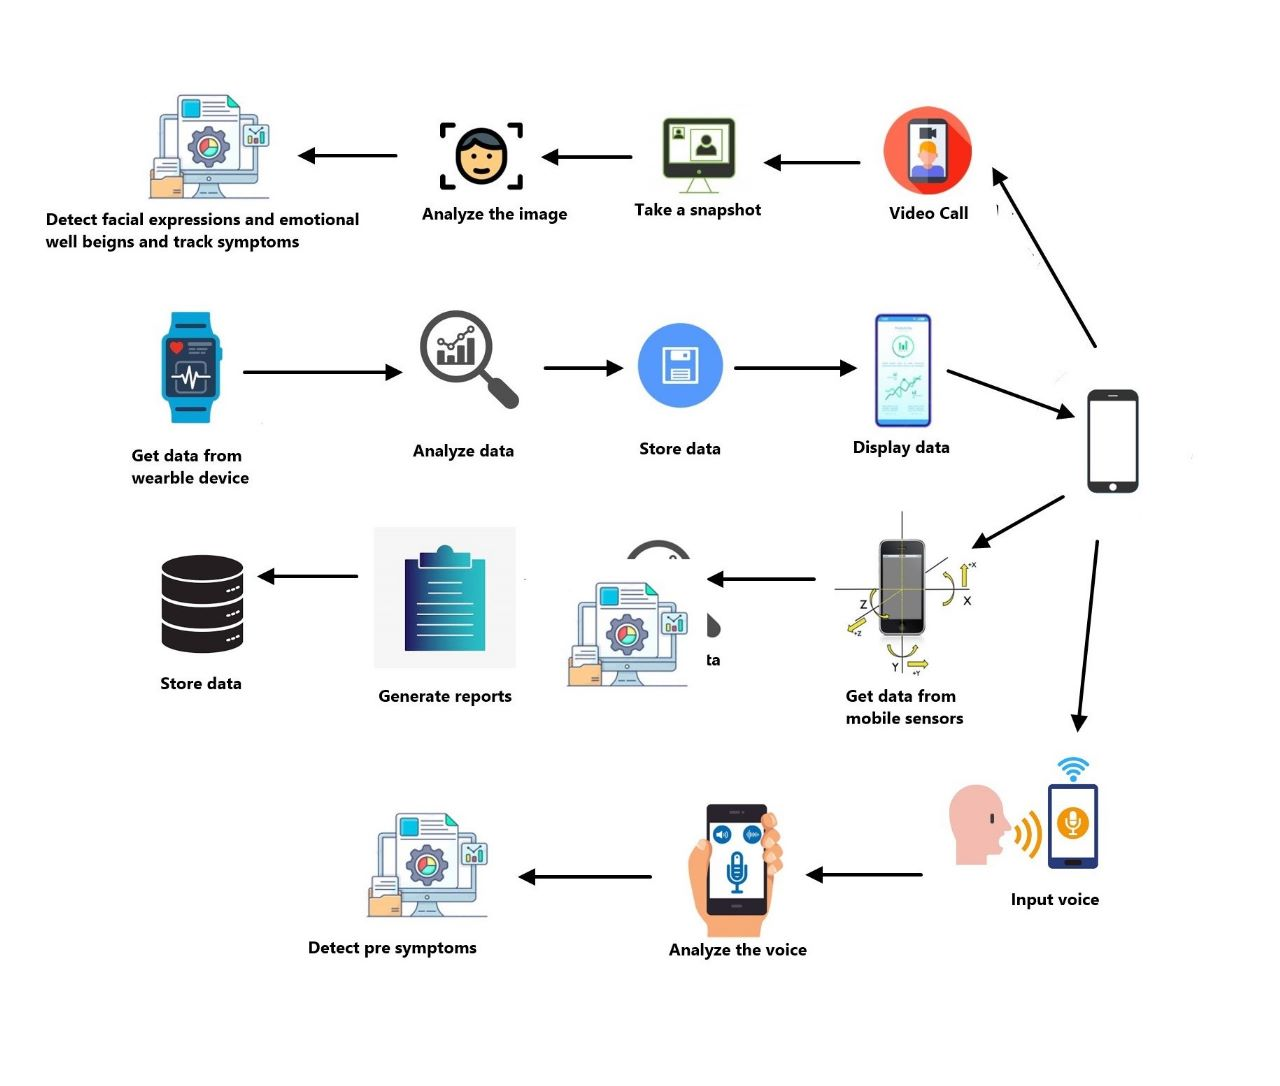 Detect facial expressions and emotional
well beigns and track symptoms
Analyze the image
Take a snapshot
Video Call
Get data from
wearble device
Analyze data
Store data
Display data
Store data
Generate reports
ta
+X
X
Z
+Z
Y
+Y
Get data from
mobile sensors
Detect pre symptoms
Analyze the voice
Input voice